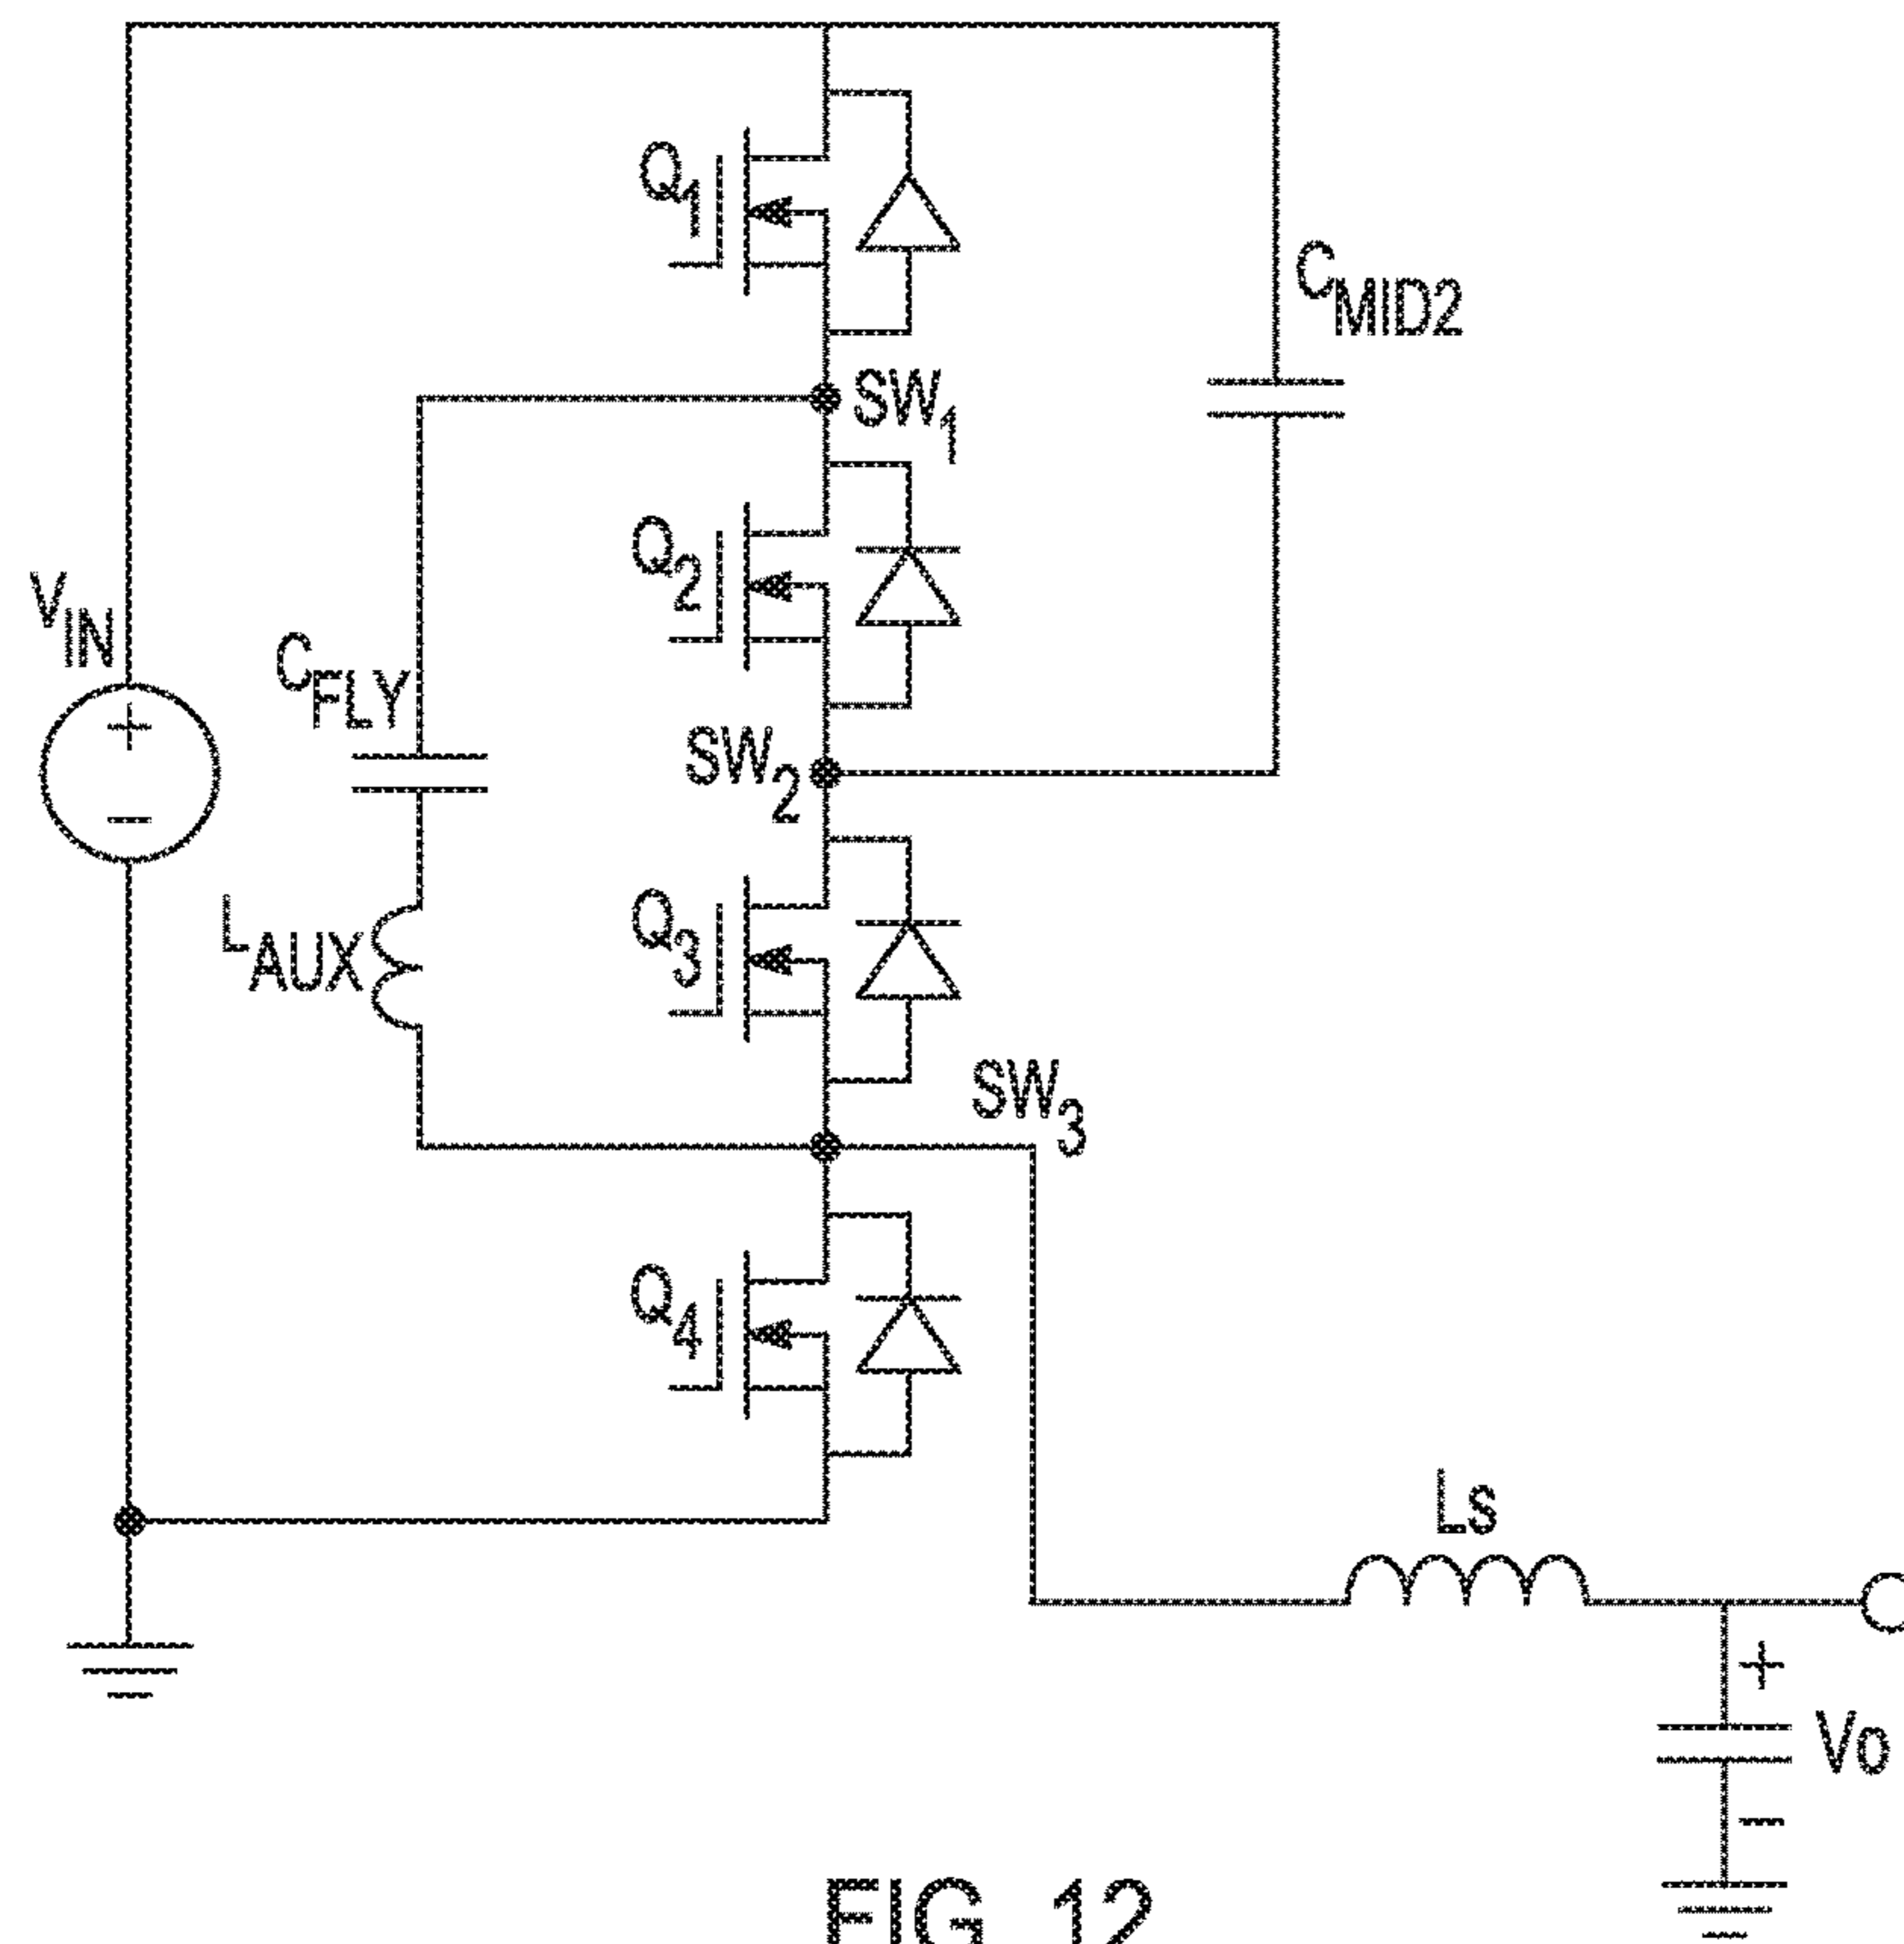 Q1
CMID2
SW1
Q2
VIN
+
−
CFLY
SW2
LAUX
Q3
SW3
Q4
Ls
+
Vo
−
FIG. 12